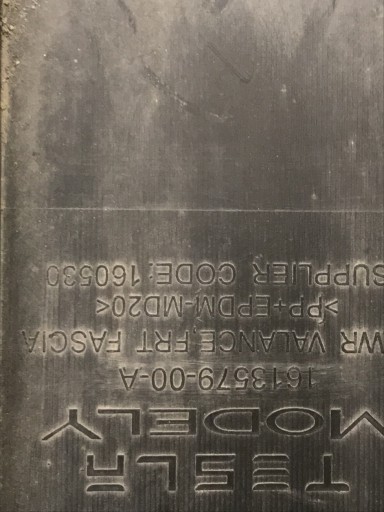 TESLA
MODEL Y
1613579-00-A
WR VALANCE,FRT FASCIA
>PP+EPDM-MD20<
SUPPLIER CODE:160530